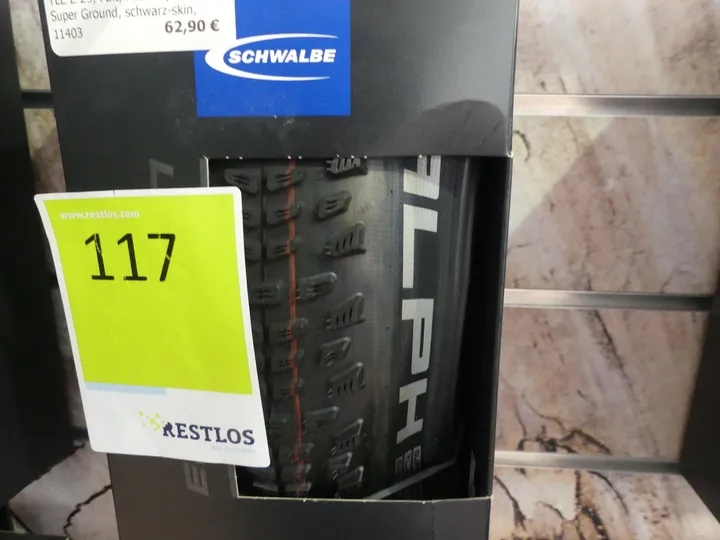 Super Ground, schwarz-skin,
11403 62,90 €
SCHWALBE
www.restlos.com
117
RESTLOS
ALPH